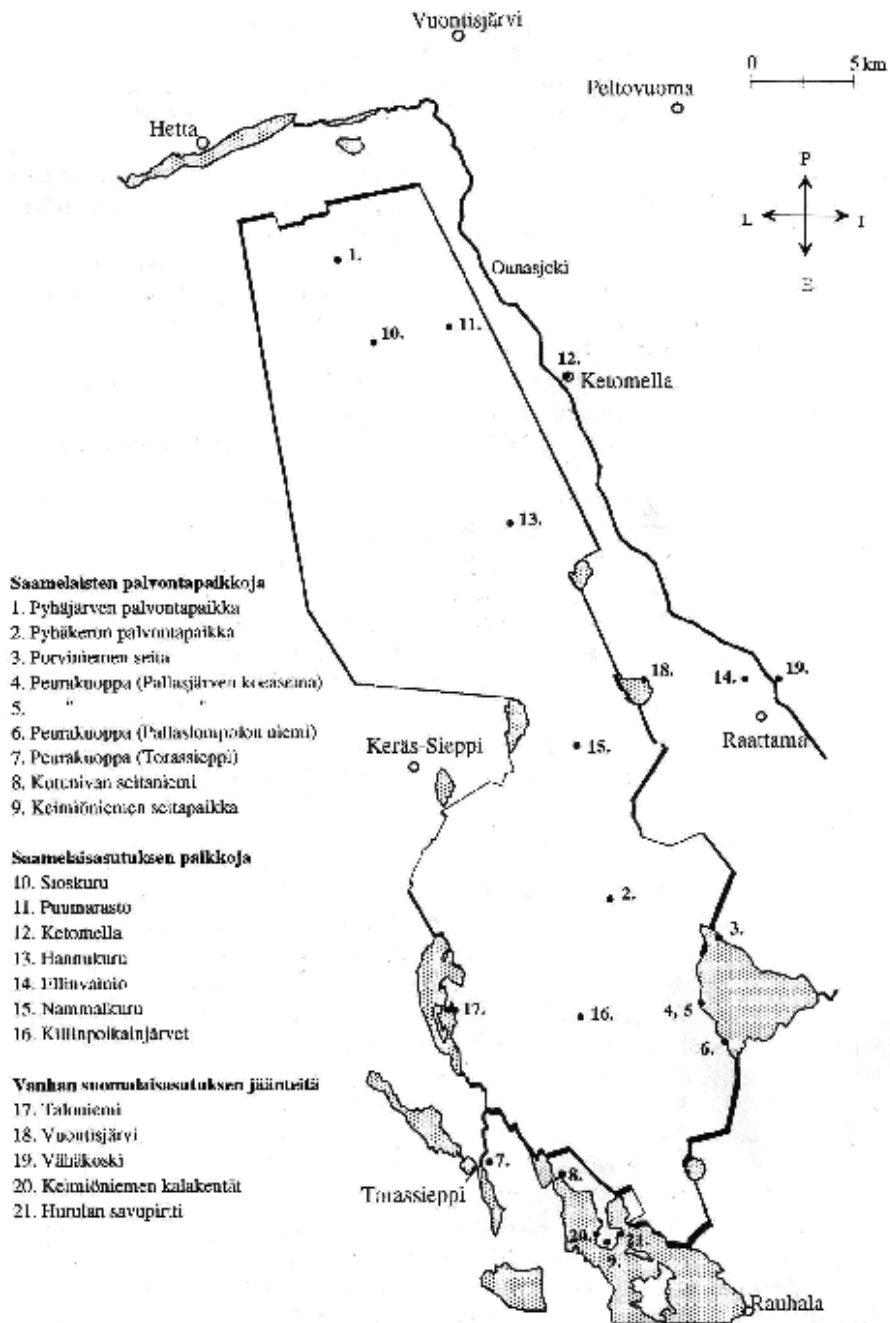 Vuontisjärvi
0 5 km
Peltovuoma
Hetta
P
L I
E
Ounasjoki
1.
10.
11.
12.
Ketomella
13.
Saamelaisten palvontapaikkoja
1. Pyhäjärven palvontapaikka
2. Pyhäkeron palvontapaikka
3. Porviniemen seita
4. Peurakuoppa (Pallasjärven koeasema)
5. " "
6. Peurakuoppa (Pallaslompolon niemi)
7. Peurakuoppa (Torassieppi)
8. Kotunivan seitaniemi
9. Keimiöniemen seitapaikka
18.
14.
19.
Raattama
Keräs-Sieppi
15.
Saamelaisasutuksen paikkoja
10. Sioskuru
11. Puumarasto
12. Ketomella
13. Hannukuru
14. Ellinvainio
15. Nammalkuru
16. Killinpoikainjärvet
2.
3.
4, 5
16.
17.
6.
Vanhan suomalaisasutuksen jäänteitä
17. Taloniemi
18. Vuontisjärvi
19. Vähäkoski
20. Keimiöniemen kalakentät
21. Hurulan savupirtti
7.
Torassieppi
8.
20.
9.
21.
Rauhala